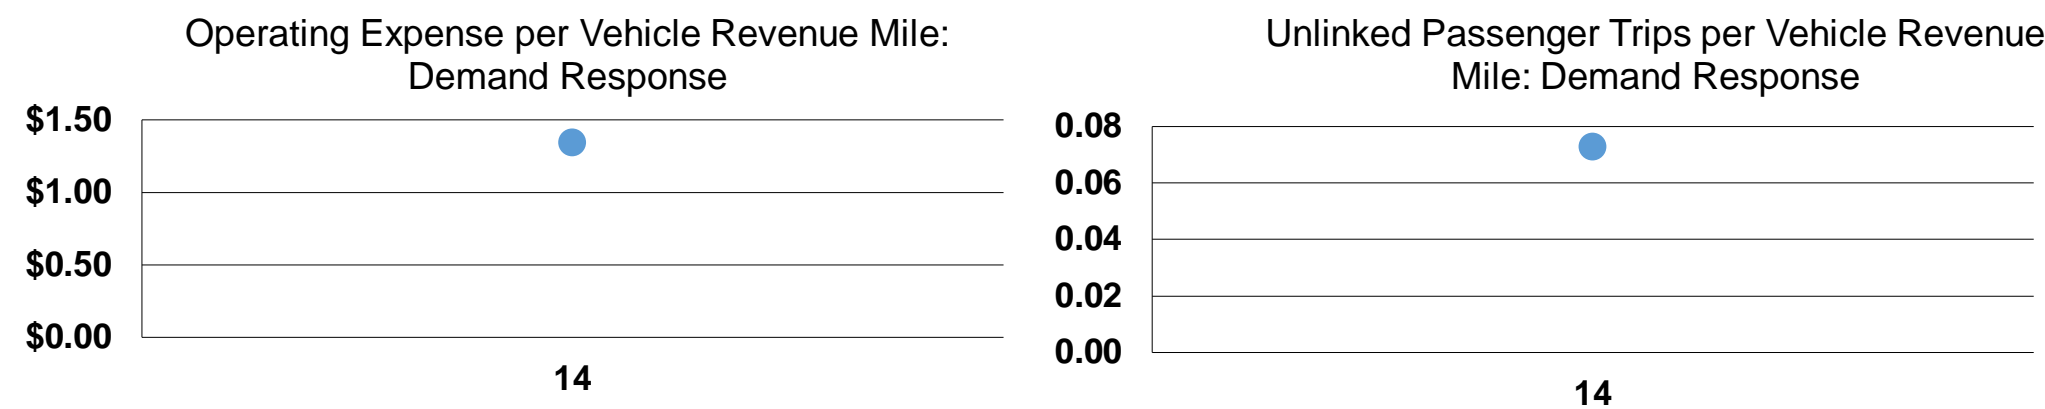 Operating Expense per Vehicle Revenue Mile:
Demand Response
$1.50
$1.00
$0.50
$0.00
14
Unlinked Passenger Trips per Vehicle Revenue
Mile: Demand Response
0.08
0.06
0.04
0.02
0.00
14